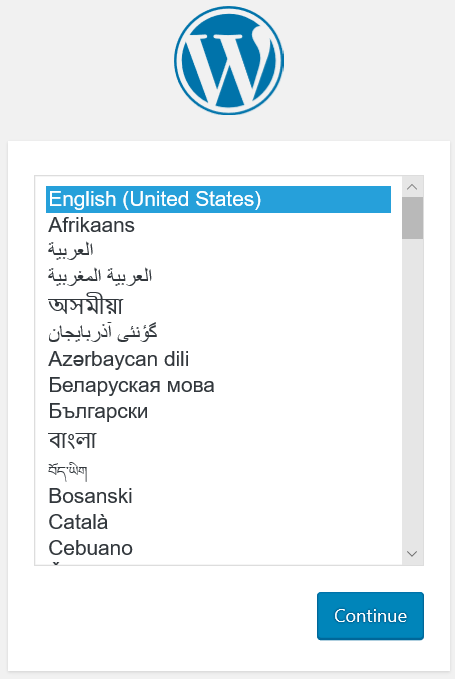 English (United States)
Afrikaans
العربية
العربية المغربية
অসমীয়া
گؤنئی آذربایجان
Azərbaycan dili
Беларуская мова
Български
বাংলা
བོད་ཡིག
Bosanski
Català
Cebuano
Continue